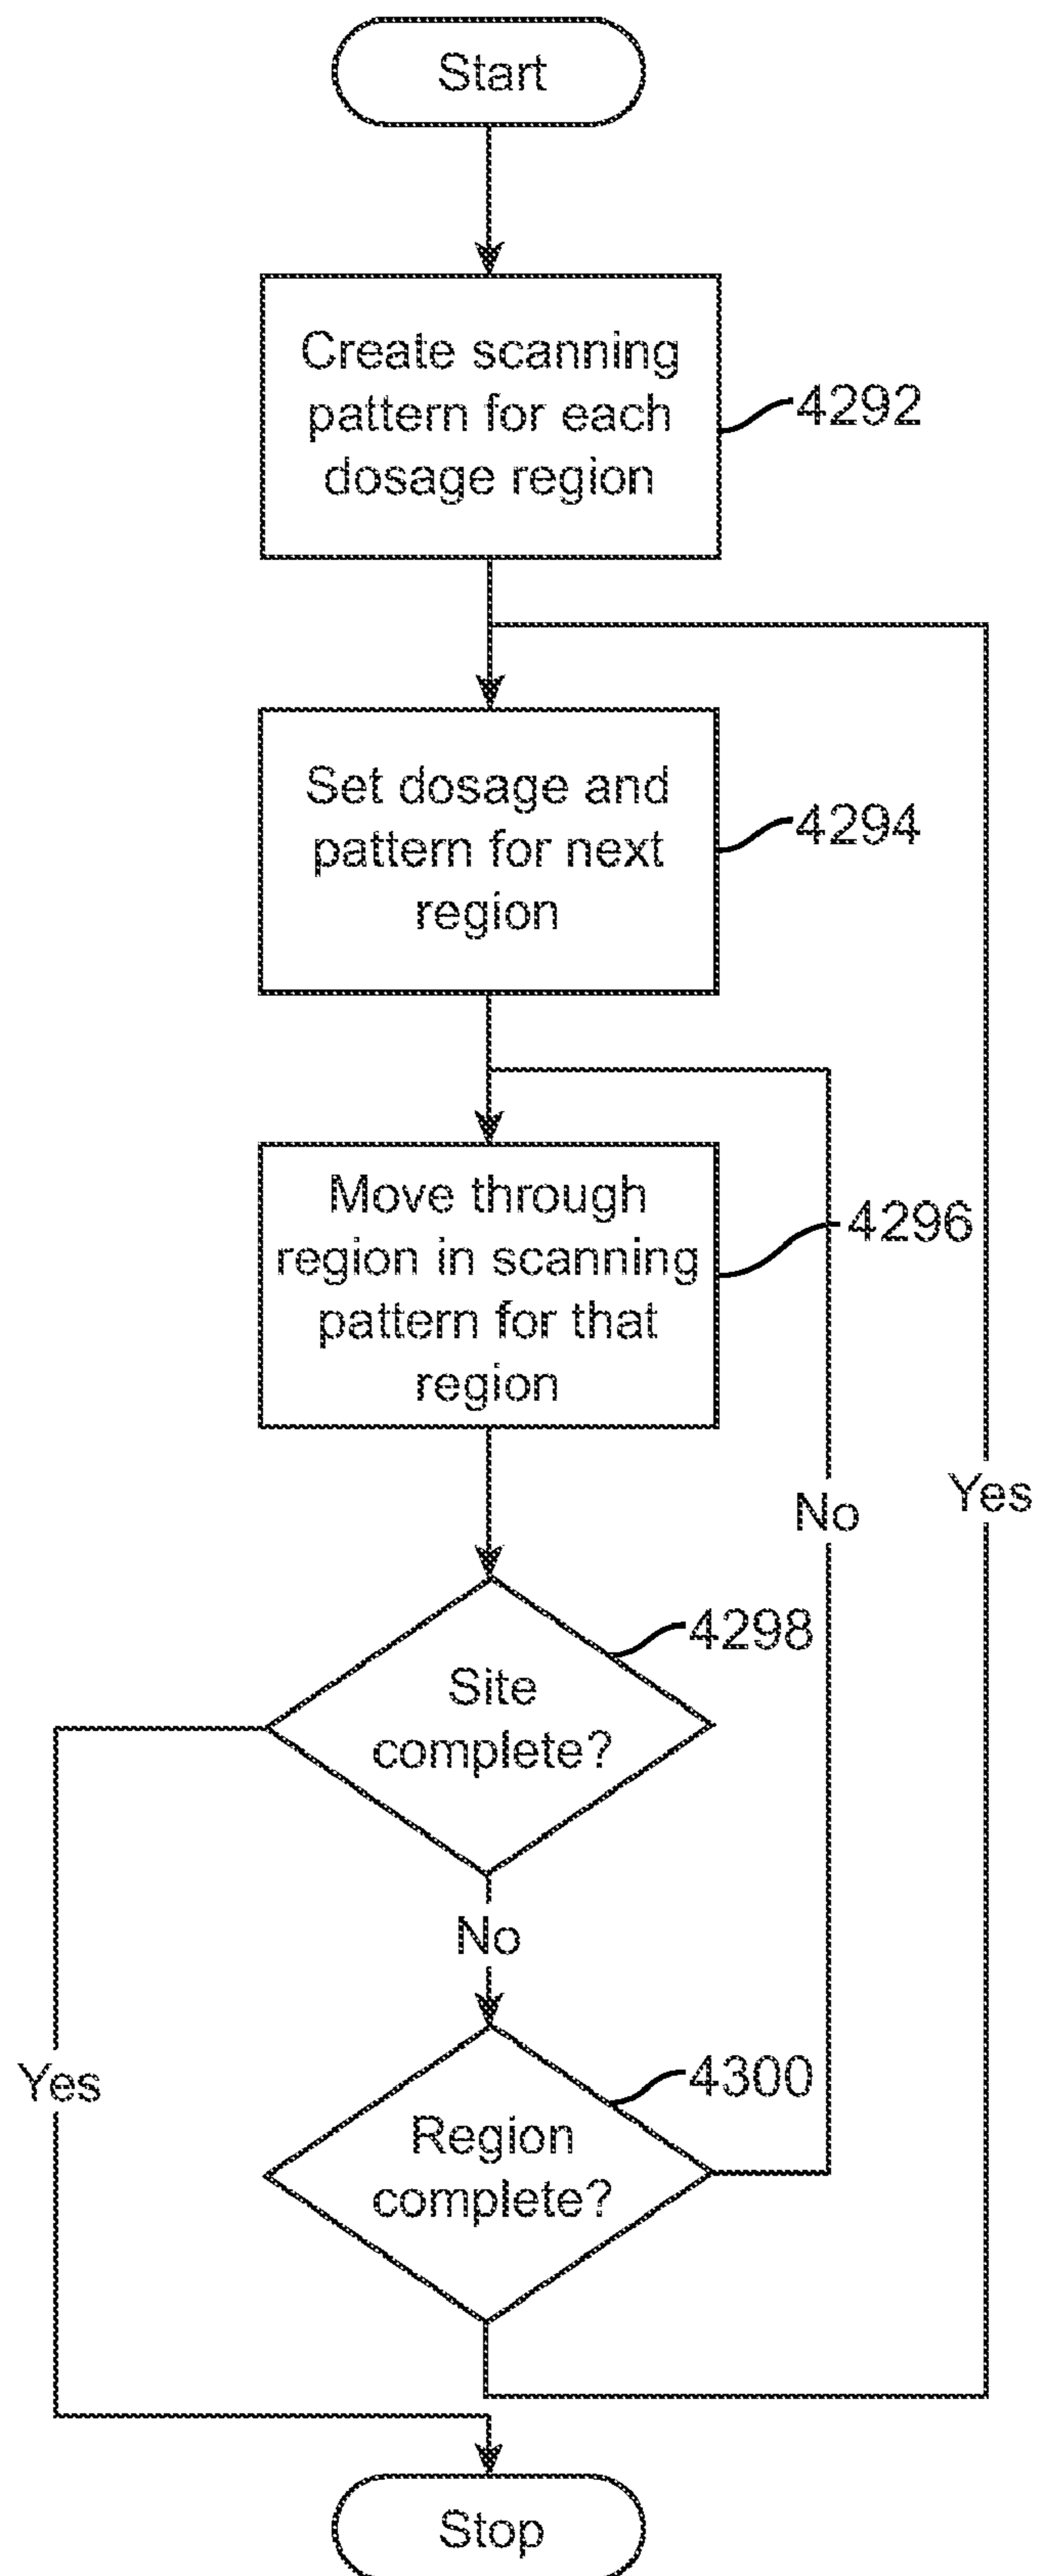 Start
Create scanning
pattern for each
dosage region
4292
Set dosage and
pattern for next
region
4294
Move through
region in scanning
pattern for that
region
4296
No
Yes
Site
complete?
4298
No
Yes
Region
complete?
4300
Stop